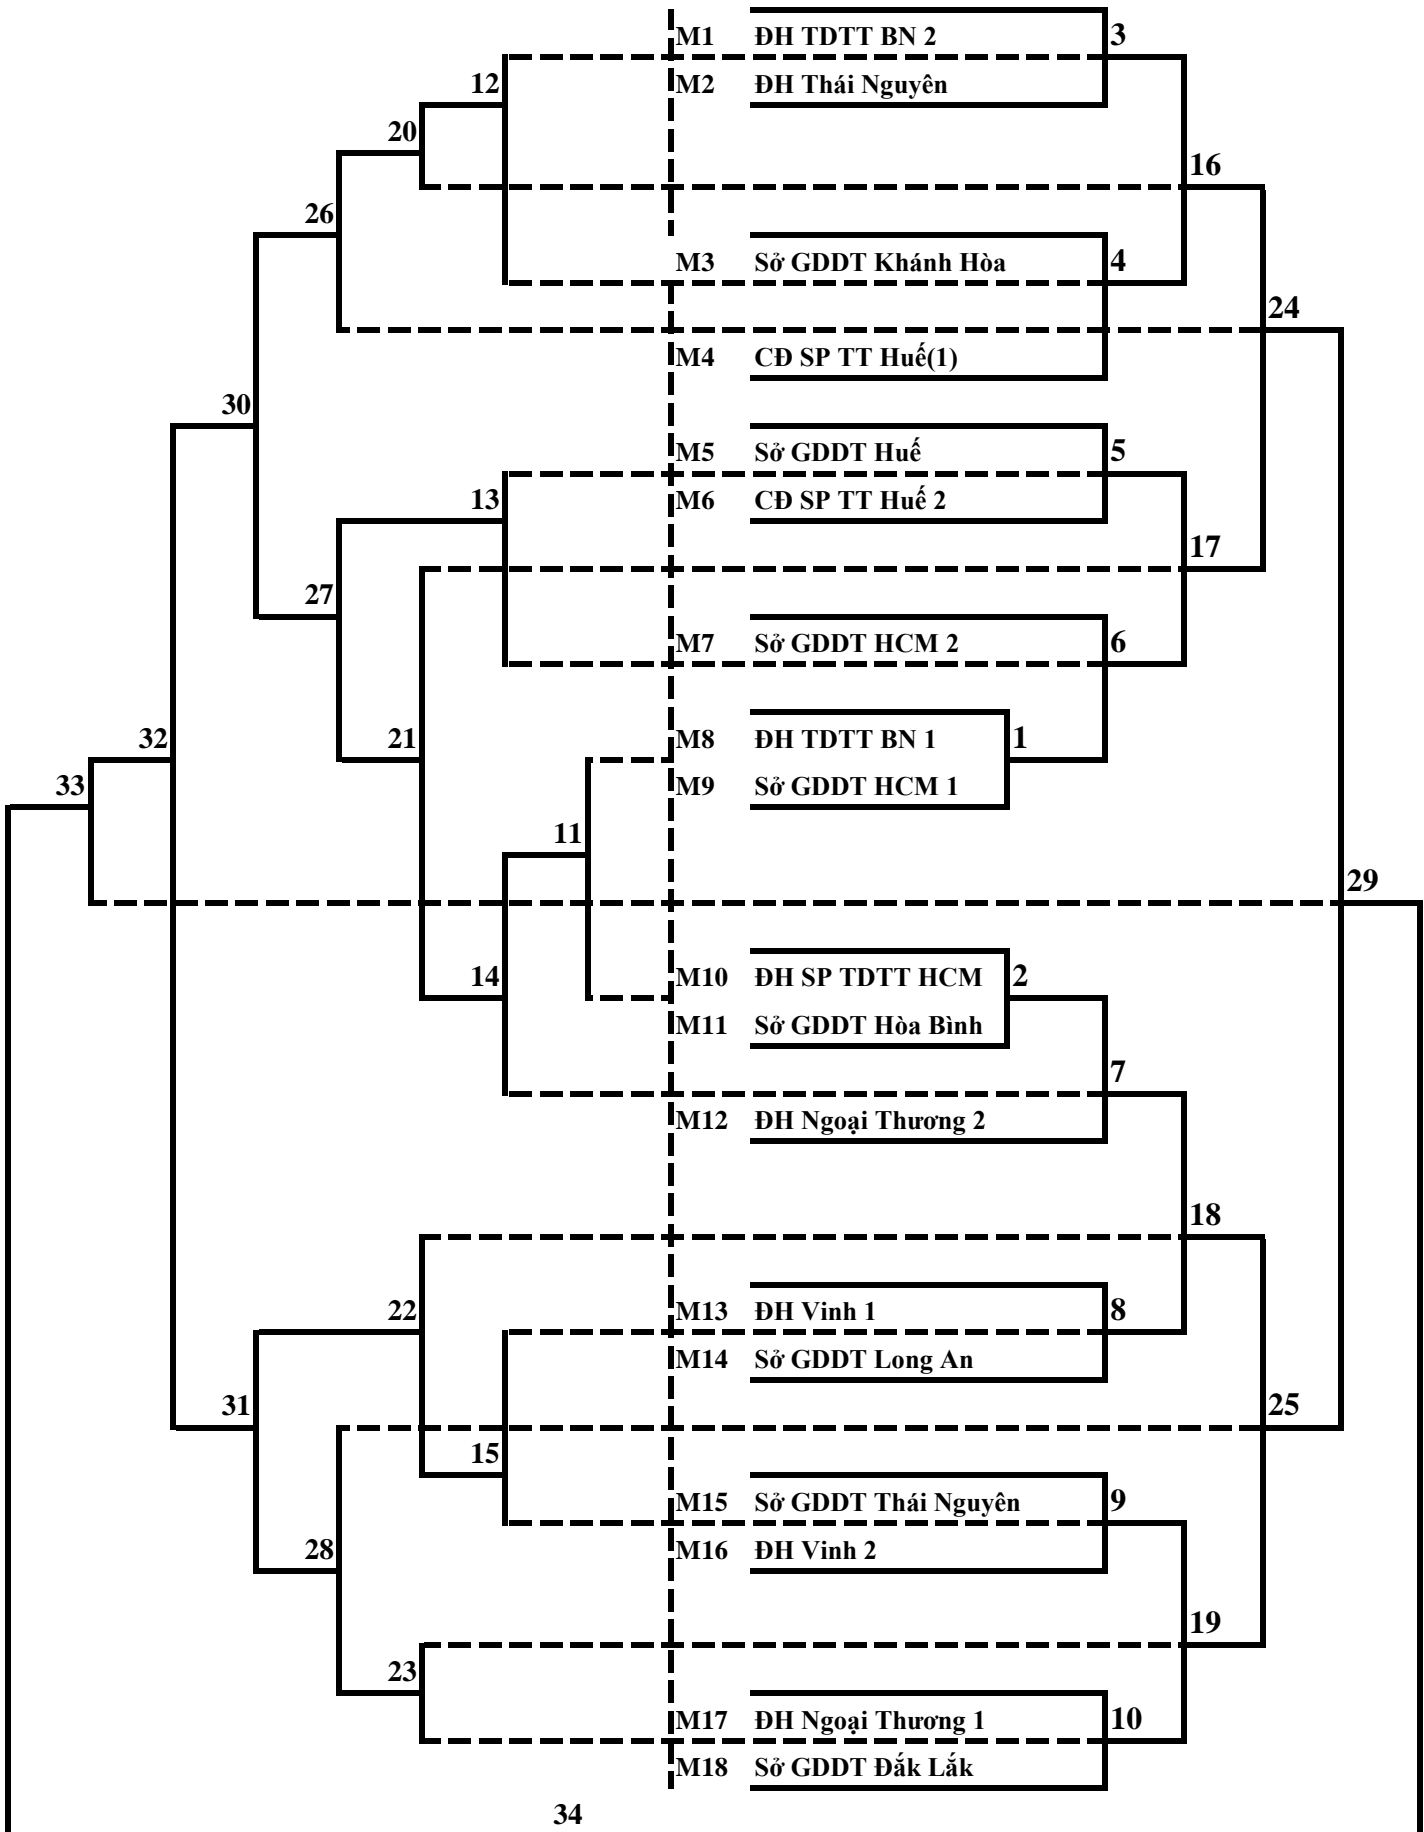 M1 ĐH TDTT BN 2 3
12 M2 ĐH Thái Nguyên
20
16
26
M3 Sở GDDT Khánh Hòa 4
24
M4 CĐ SP TT Huế(1)
30
M5 Sở GDDT Huế 5
13 M6 CĐ SP TT Huế 2
17
27
M7 Sở GDDT HCM 2 6
32 21 M8 ĐH TDTT BN 1 1
33 M9 Sở GDDT HCM 1
11
29
14 M10 ĐH SP TDTT HCM 2
M11 Sở GDDT Hòa Bình
7
M12 ĐH Ngoại Thương 2
18
22 M13 ĐH Vinh 1 8
M14 Sở GDDT Long An
31 25
15
M15 Sở GDDT Thái Nguyên 9
28 M16 ĐH Vinh 2
19
23
M17 ĐH Ngoại Thương 1 10
M18 Sở GDDT Đắk Lắk
34